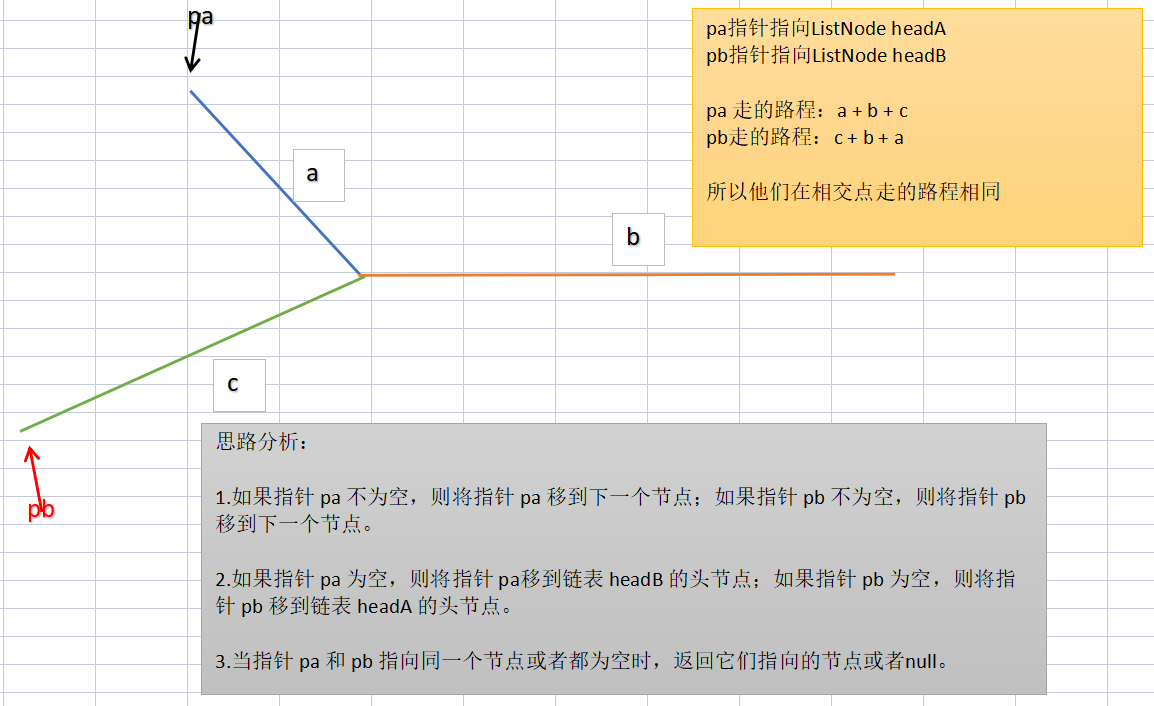 pa
pa指针指向ListNode headA
pb指针指向ListNode headB
pa 走的路程：a + b + c
pb走的路程：c + b + a
所以他们在相交点走的路程相同
a
b
c
pb
思路分析：
1.如果指针 pa 不为空，则将指针 pa 移到下一个节点；如果指针 pb 不为空，则将指针 pb
移到下一个节点。
2.如果指针 pa 为空，则将指针 pa移到链表 headB 的头节点；如果指针 pb 为空，则将指
针 pb 移到链表 headA 的头节点。
3.当指针 pa 和 pb 指向同一个节点或者都为空时，返回它们指向的节点或者null。